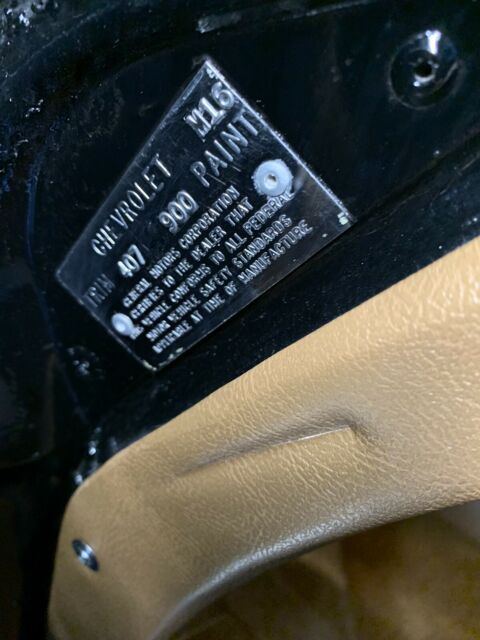 CHEVROLET M16
TRIM 407 900 PAINT
GENERAL MOTORS CORPORATION
CERTIFIES TO THE DEALER THAT
THIS VEHICLE CONFORMS TO ALL FEDERAL
MOTOR VEHICLE SAFETY STANDARDS
APPLICABLE AT TIME OF MANUFACTURE